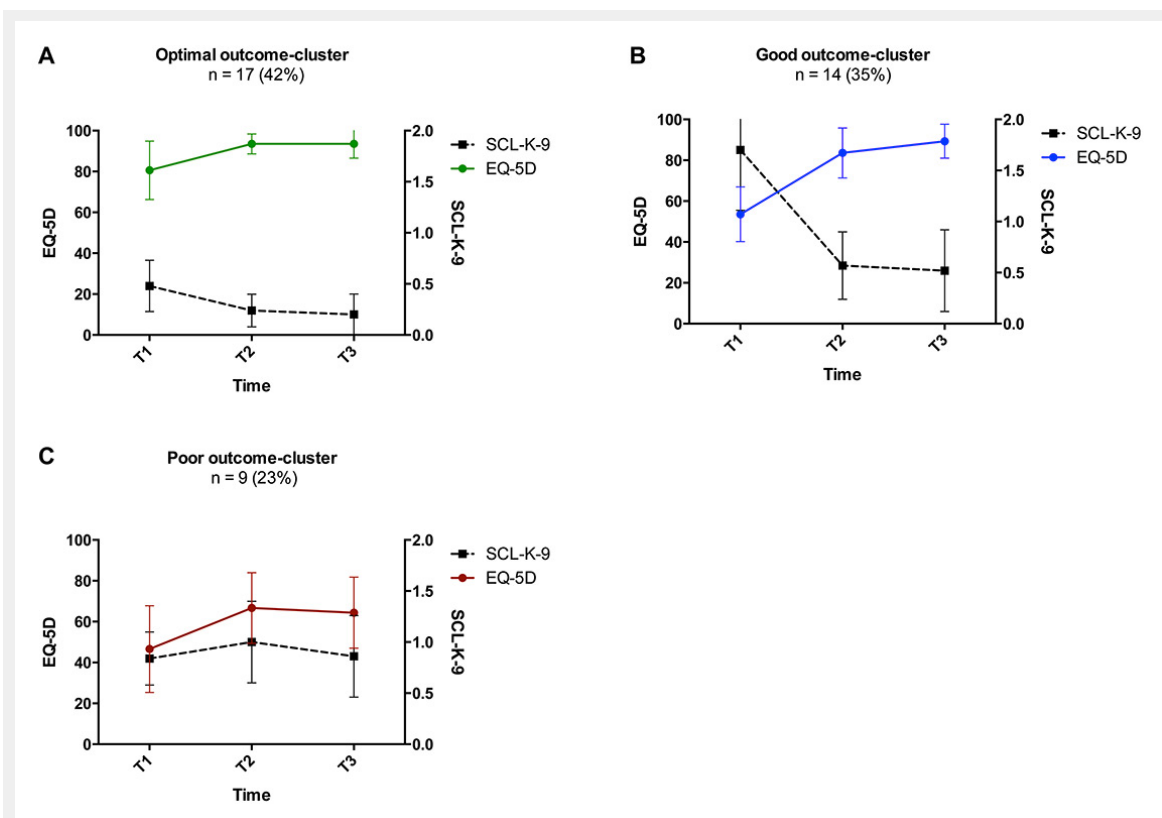 A
Optimal outcome-cluster
n = 17 (42%)
100
80
60
40
20
0
EQ-5D
2.0
1.5
1.0
0.5
0.0
SCL-K-9
SCL-K-9
EQ-5D
T1
T2
T3
Time
B
Good outcome-cluster
n = 14 (35%)
100
80
60
40
20
0
EQ-5D
2.0
1.5
1.0
0.5
0.0
SCL-K-9
SCL-K-9
EQ-5D
T1
T2
T3
Time
C
Poor outcome-cluster
n = 9 (23%)
100
80
60
40
20
0
EQ-5D
2.0
1.5
1.0
0.5
0.0
SCL-K-9
SCL-K-9
EQ-5D
T1
T2
T3
Time